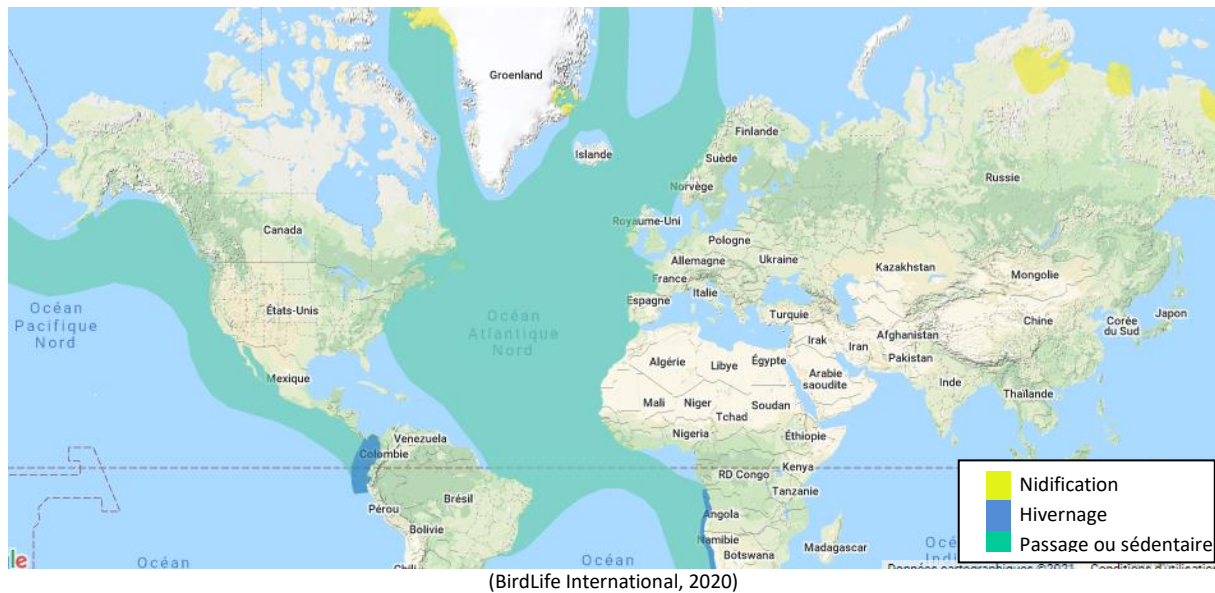 Groenland
Islande
Finlande
Suède
Norvège
Russie
Royaume-Uni
Canada
Pologne
Allemagne
Ukraine
Kazakhstan
Mongolie
France
Italie
Espagne
Turquie
Océan
Pacifique
Nord
États-Unis
Océan
Atlantique
Nord
Chine
Corée
du Sud
Japon
Afghanistan
Irak
Iran
Pakistan
Algérie
Libye
Égypte
Arabie
saoudite
Inde
Mexique
Mali
Niger
Tchad
Soudan
Thaïlande
Venezuela
Colombie
Nigeria
Éthiopie
RD Congo
Kenya
Tanzanie
Pérou
Brésil
Angola
Bolivie
Namibie
Botswana
Madagascar
Océan
Océan
Nidification
Hivernage
Passage ou sédentaire
(BirdLife International, 2020)